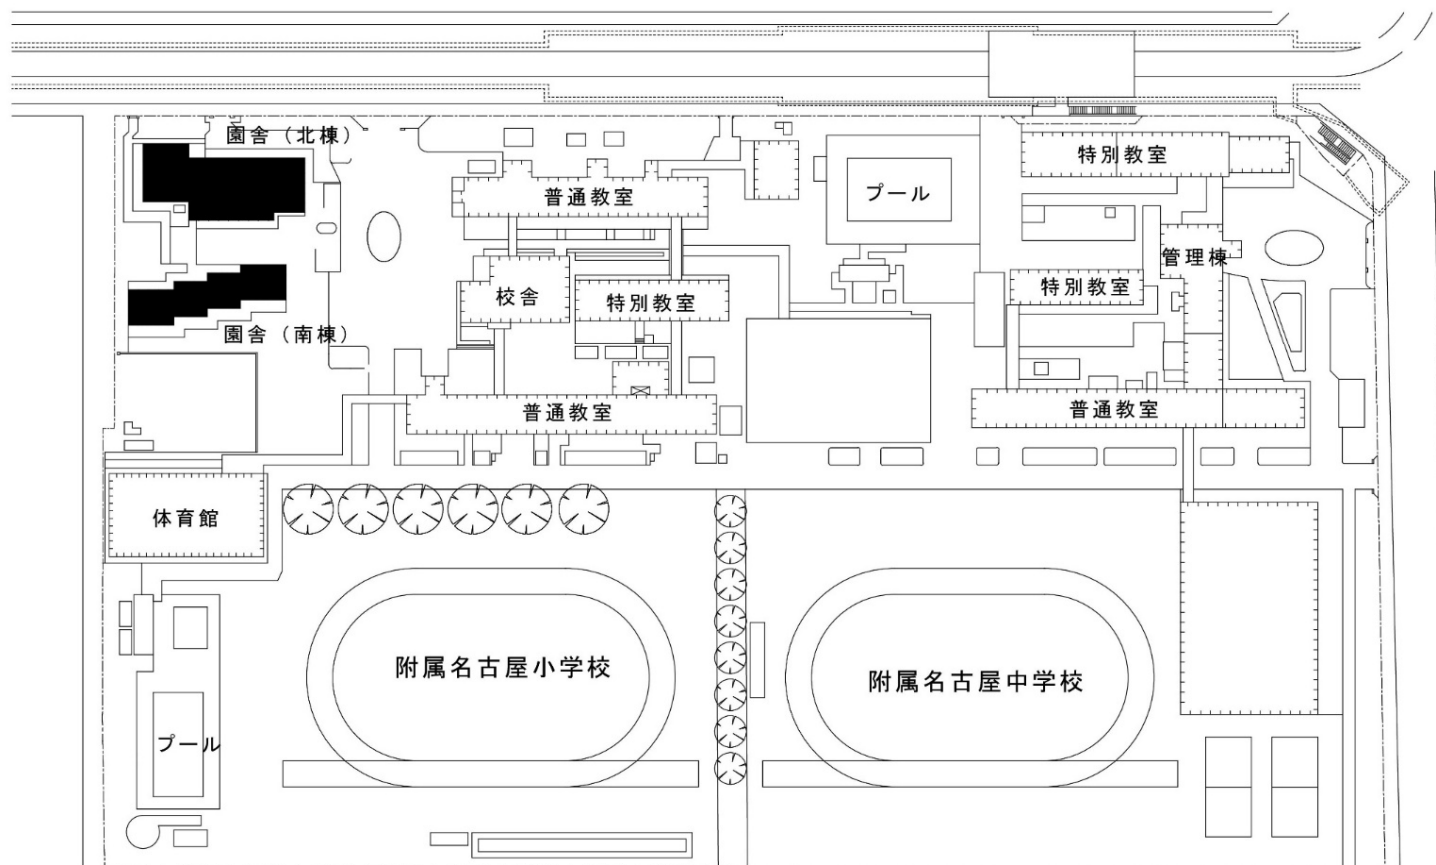 園舎（北棟）
特別教室
普通教室
プール
管理棟
校舎
特別教室
特別教室
園舎（南棟）
普通教室
普通教室
体育館
附属名古屋小学校
附属名古屋中学校
プール